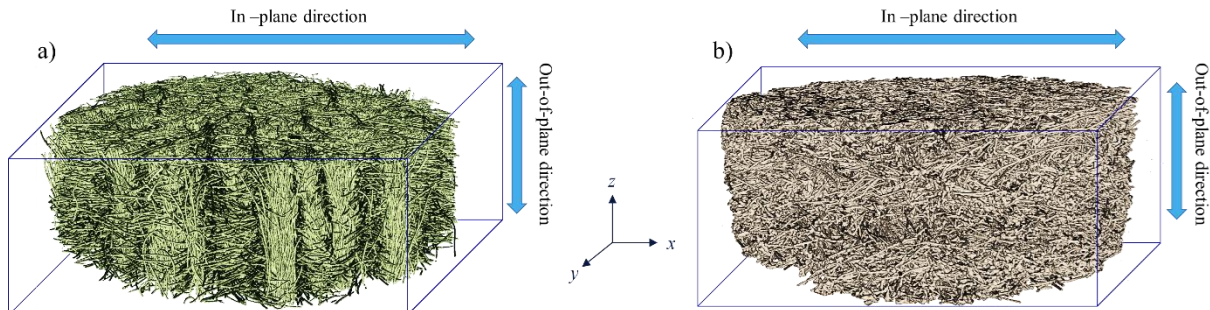 In –plane direction
a)
Out-of-plane direction
z
x
y
In –plane direction
b)
Out-of-plane direction